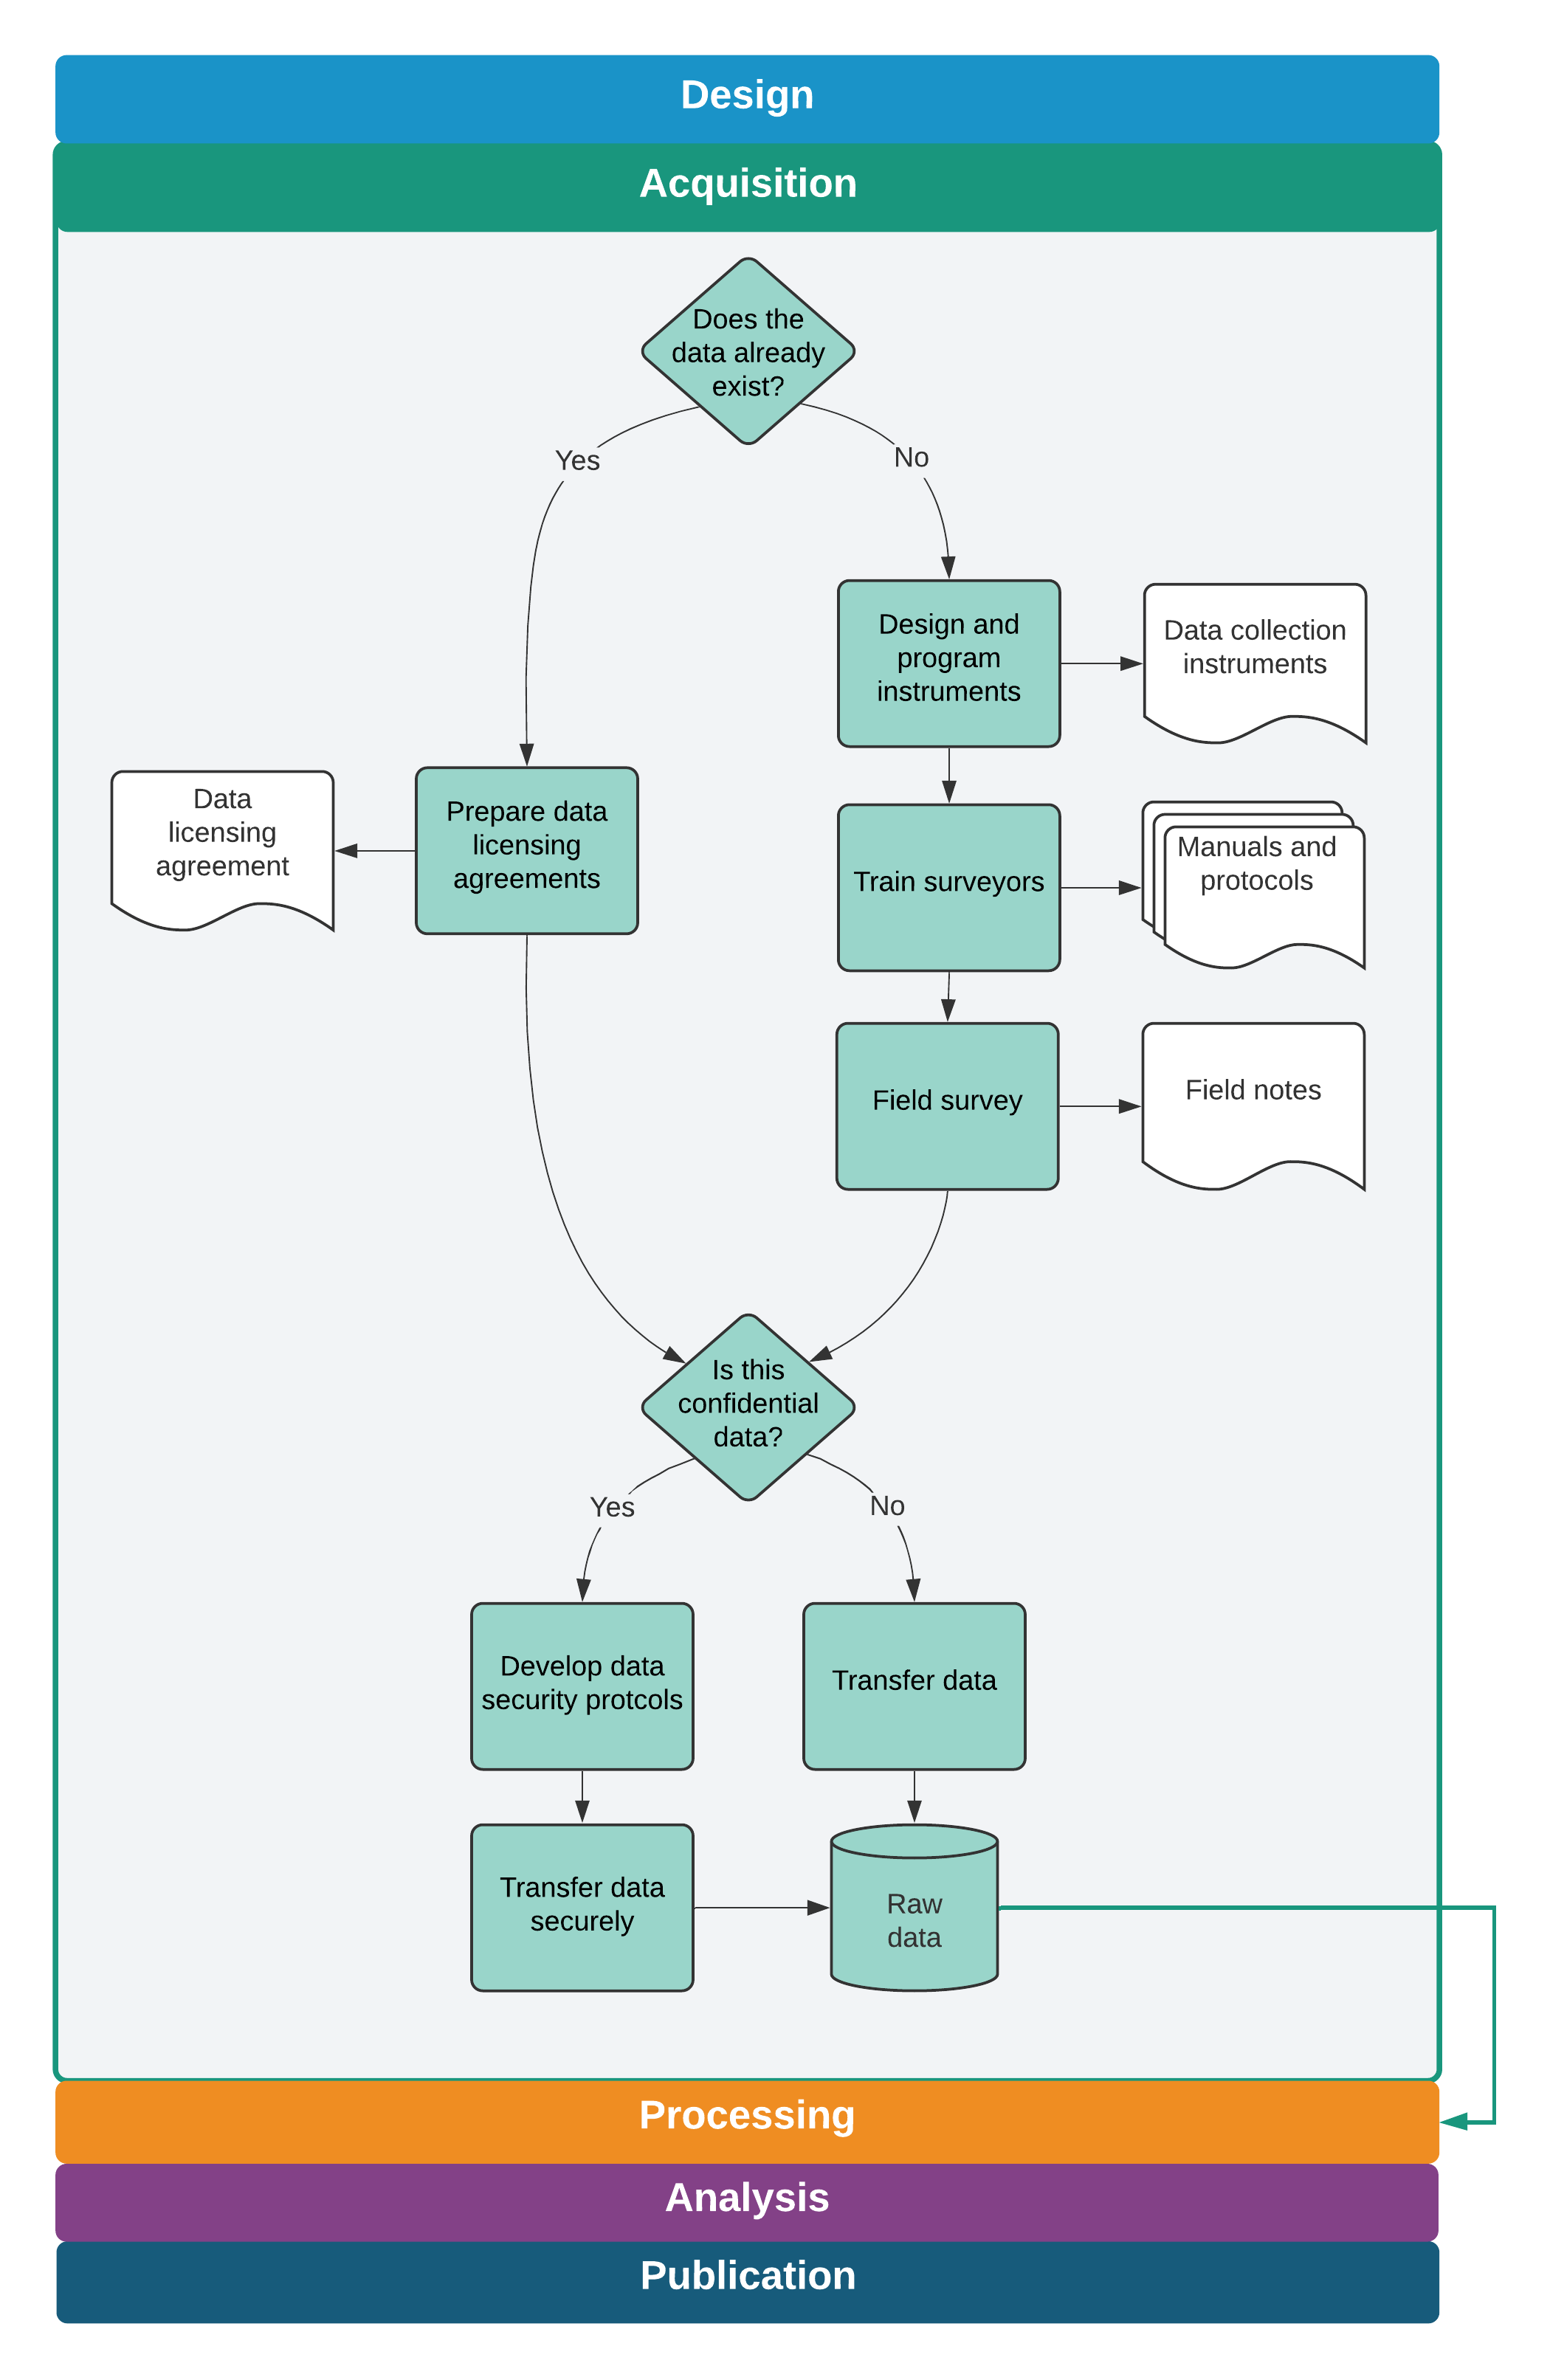 Design
Acquisition
Does the
data already
exist?
Yes
No
Design and
program
instruments
Data collection
instruments
Data
licensing
agreement
Prepare data
licensing
agreements
Train surveyors
Manuals and
protocols
Field survey
Field notes
Is this
confidential
data?
Yes
No
Develop data
security protcols
Transfer data
Transfer data
securely
Raw
data
Processing
Analysis
Publication